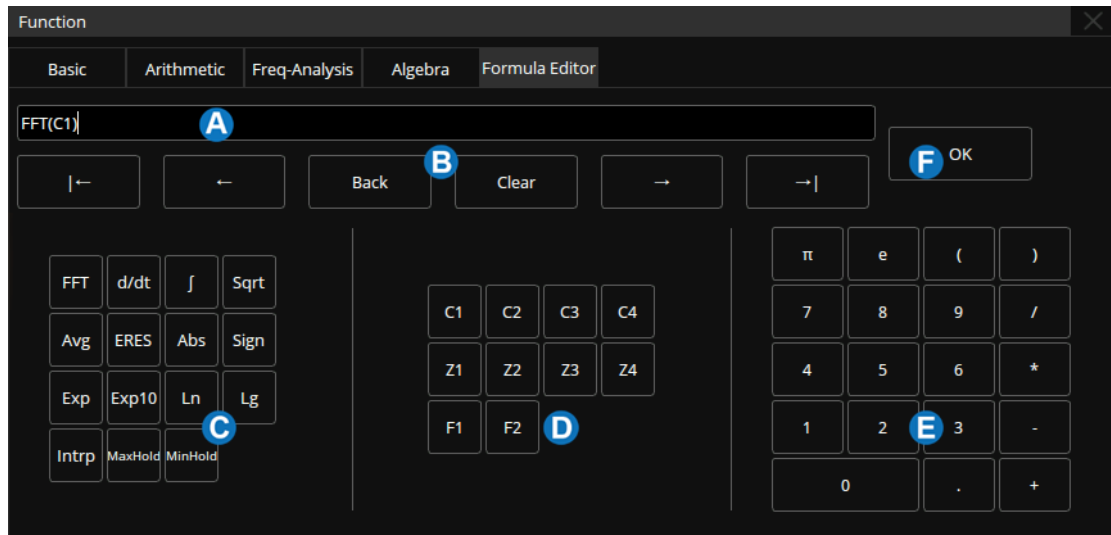 Function
Basic Arithmetic Freq-Analysis Algebra Formula Editor
FFT(C1) A
F OK
|← ← Back B Clear → →|
FFT d/dt ∫ Sqrt
Avg ERES Abs Sign
Exp Exp10 Ln Lg
C
Intrp MaxHold MinHold
C1 C2 C3 C4
Z1 Z2 Z3 Z4
F1 F2 D
π e ( )
7 8 9 /
4 5 6 *
1 2 E 3 -
0 . +